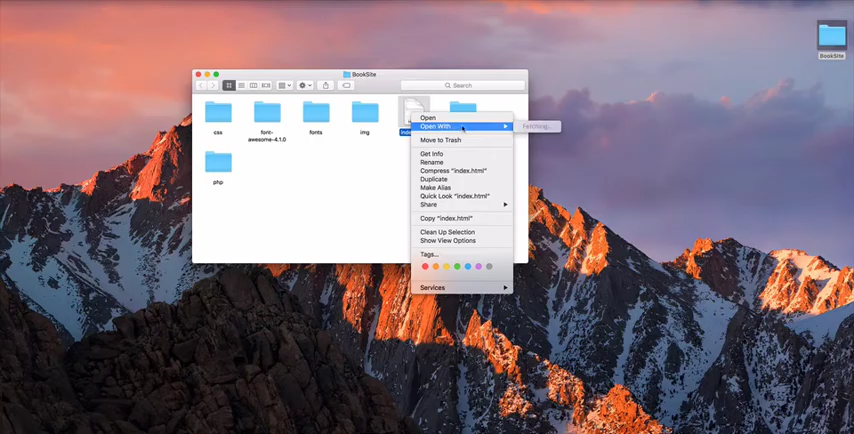 BookSite
BookSite
Search
css
font-awesome-4.1.0
fonts
img
php
Open
Open With
Fetching...
Move to Trash
Get Info
Rename
Compress "index.html"
Duplicate
Make Alias
Quick Look "index.html"
Share
Copy "index.html"
Clean Up Selection
Show View Options
Tags...
Services